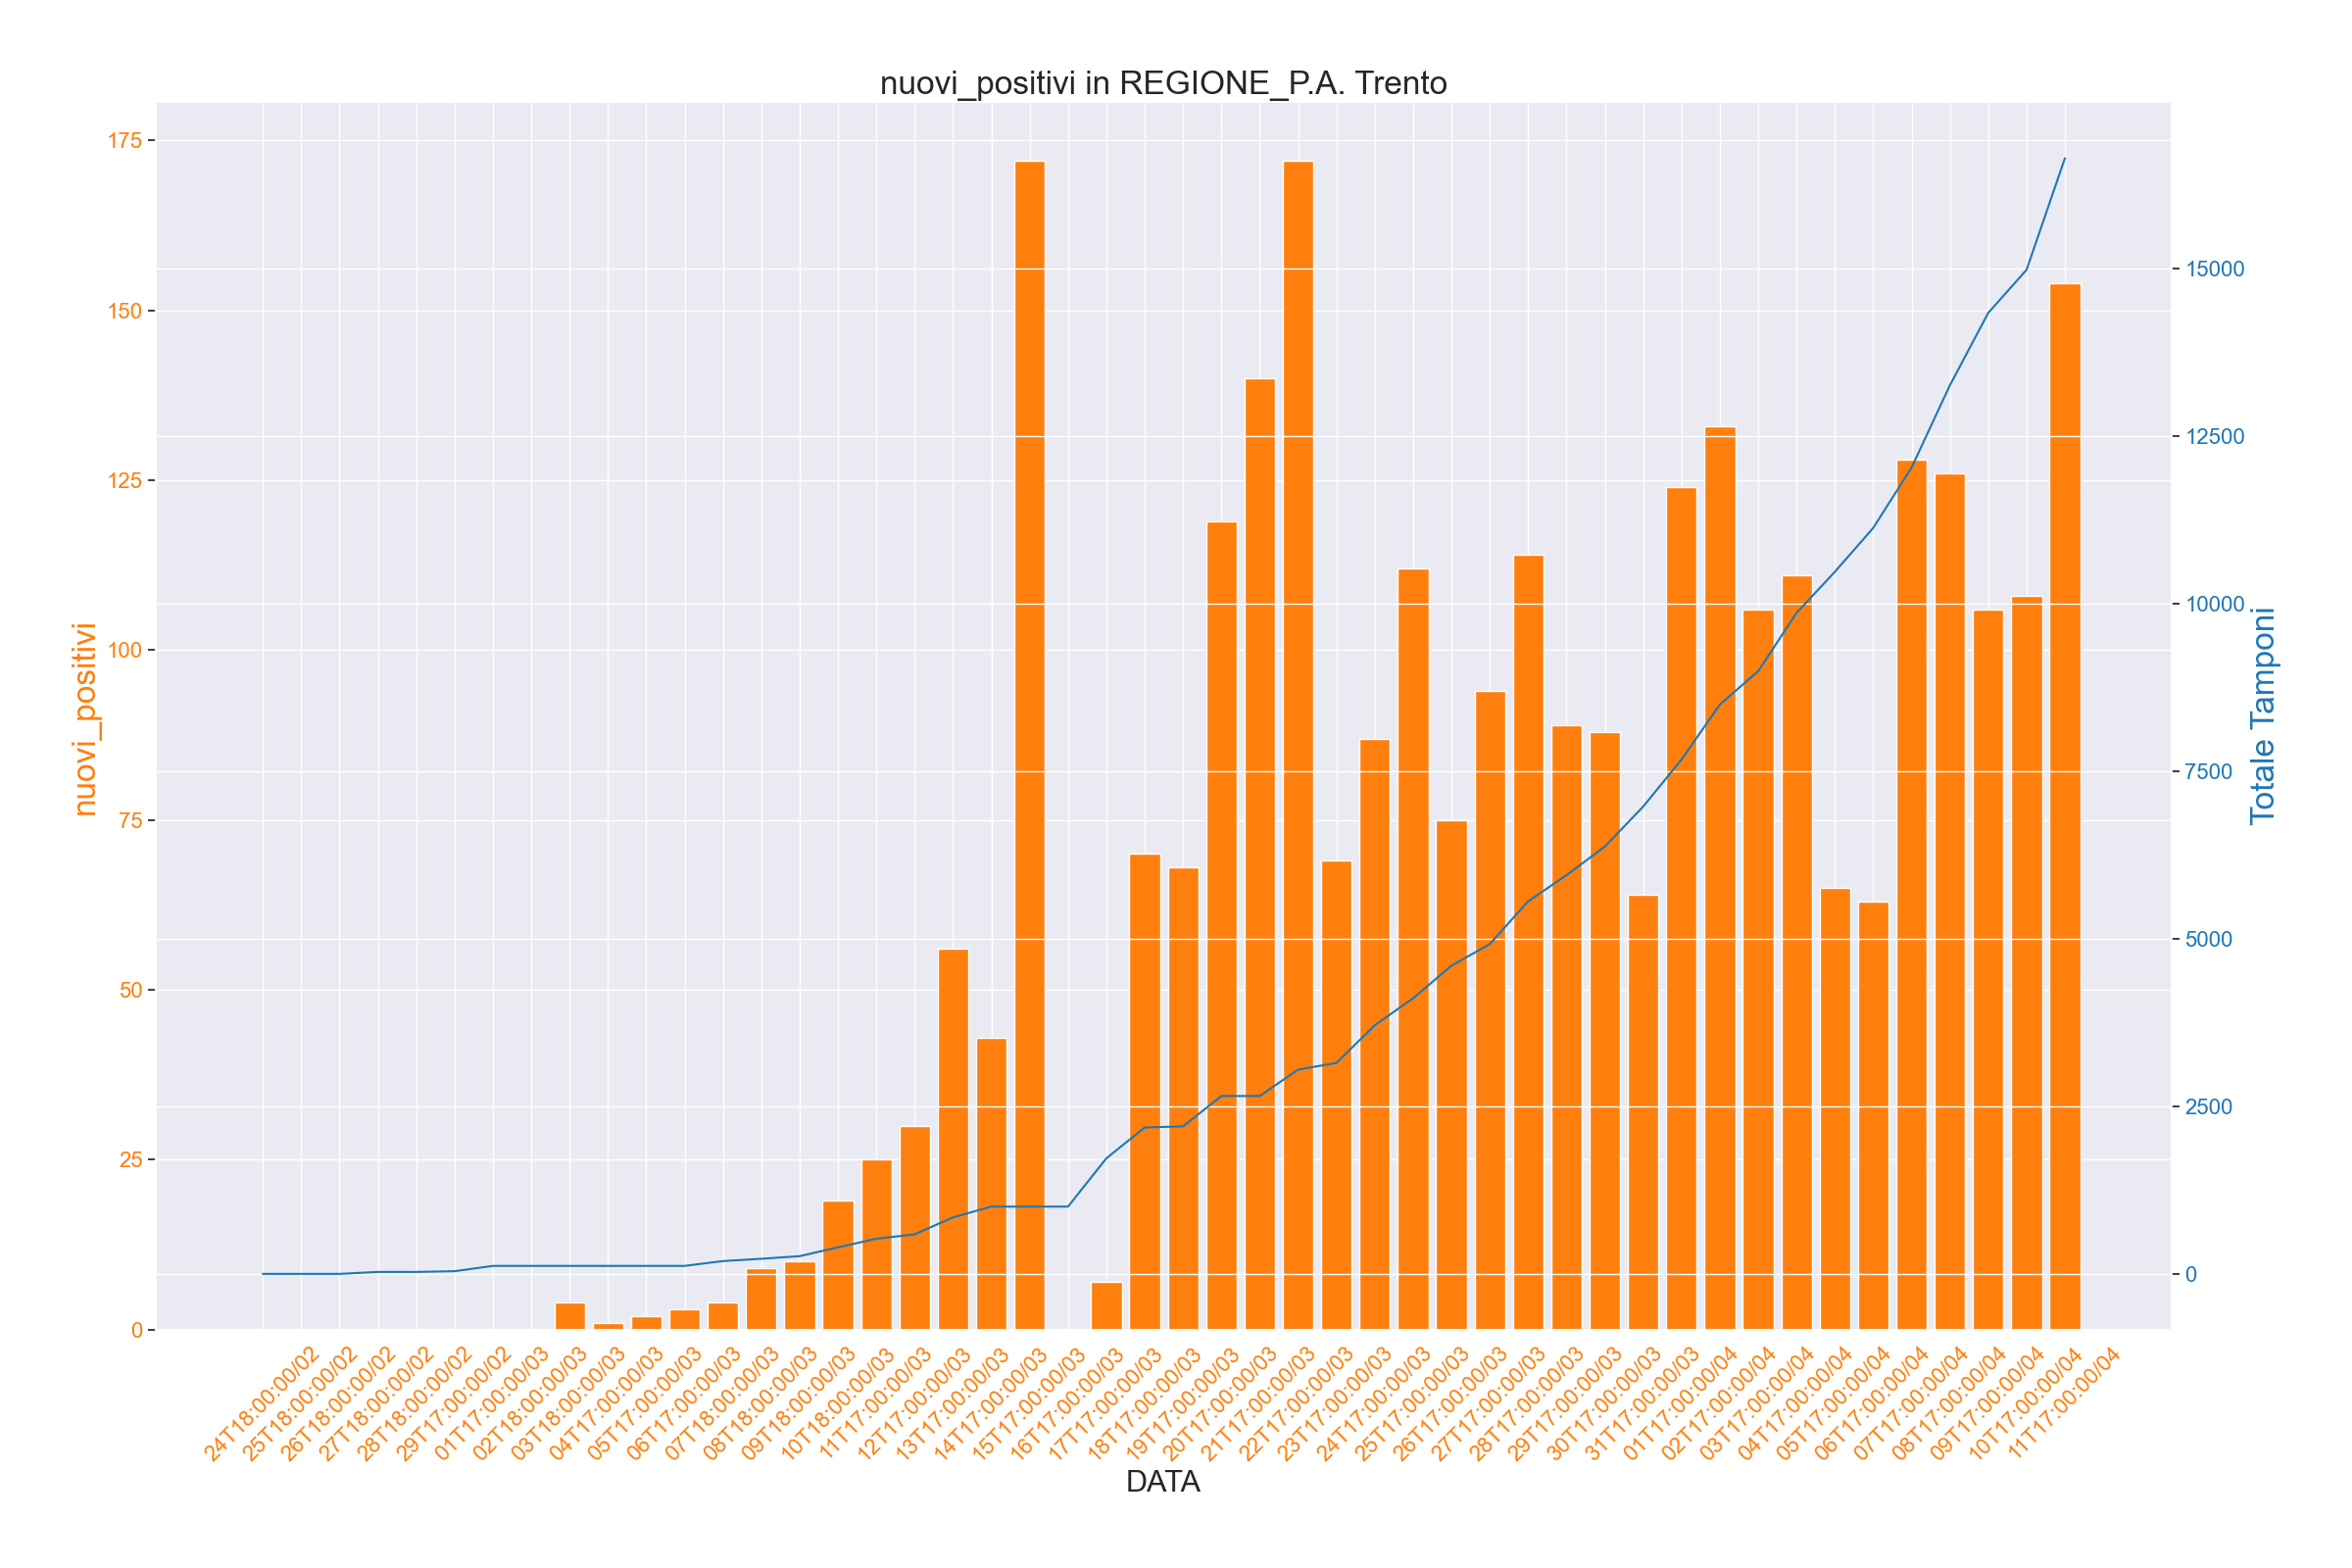 nuovi_positivi in REGIONE_P.A. Trento
175
150
125
100
75
50
25
0
nuovi_positivi
15000
12500
10000
7500
5000
2500
0
Totale Tamponi
24T18:00:00/02
25T18:00:00/02
26T18:00:00/02
27T18:00:00/02
28T18:00:00/02
29T17:00:00/02
01T17:00:00/03
02T18:00:00/03
03T18:00:00/03
04T17:00:00/03
05T17:00:00/03
06T17:00:00/03
07T18:00:00/03
08T18:00:00/03
09T18:00:00/03
10T18:00:00/03
11T17:00:00/03
12T17:00:00/03
13T17:00:00/03
14T17:00:00/03
15T17:00:00/03
16T17:00:00/03
17T17:00:00/03
18T17:00:00/03
19T17:00:00/03
20T17:00:00/03
21T17:00:00/03
22T17:00:00/03
23T17:00:00/03
24T17:00:00/03
25T17:00:00/03
26T17:00:00/03
27T17:00:00/03
28T17:00:00/03
29T17:00:00/03
30T17:00:00/03
31T17:00:00/03
01T17:00:00/04
02T17:00:00/04
03T17:00:00/04
04T17:00:00/04
05T17:00:00/04
06T17:00:00/04
07T17:00:00/04
08T17:00:00/04
09T17:00:00/04
10T17:00:00/04
11T17:00:00/04
DATA